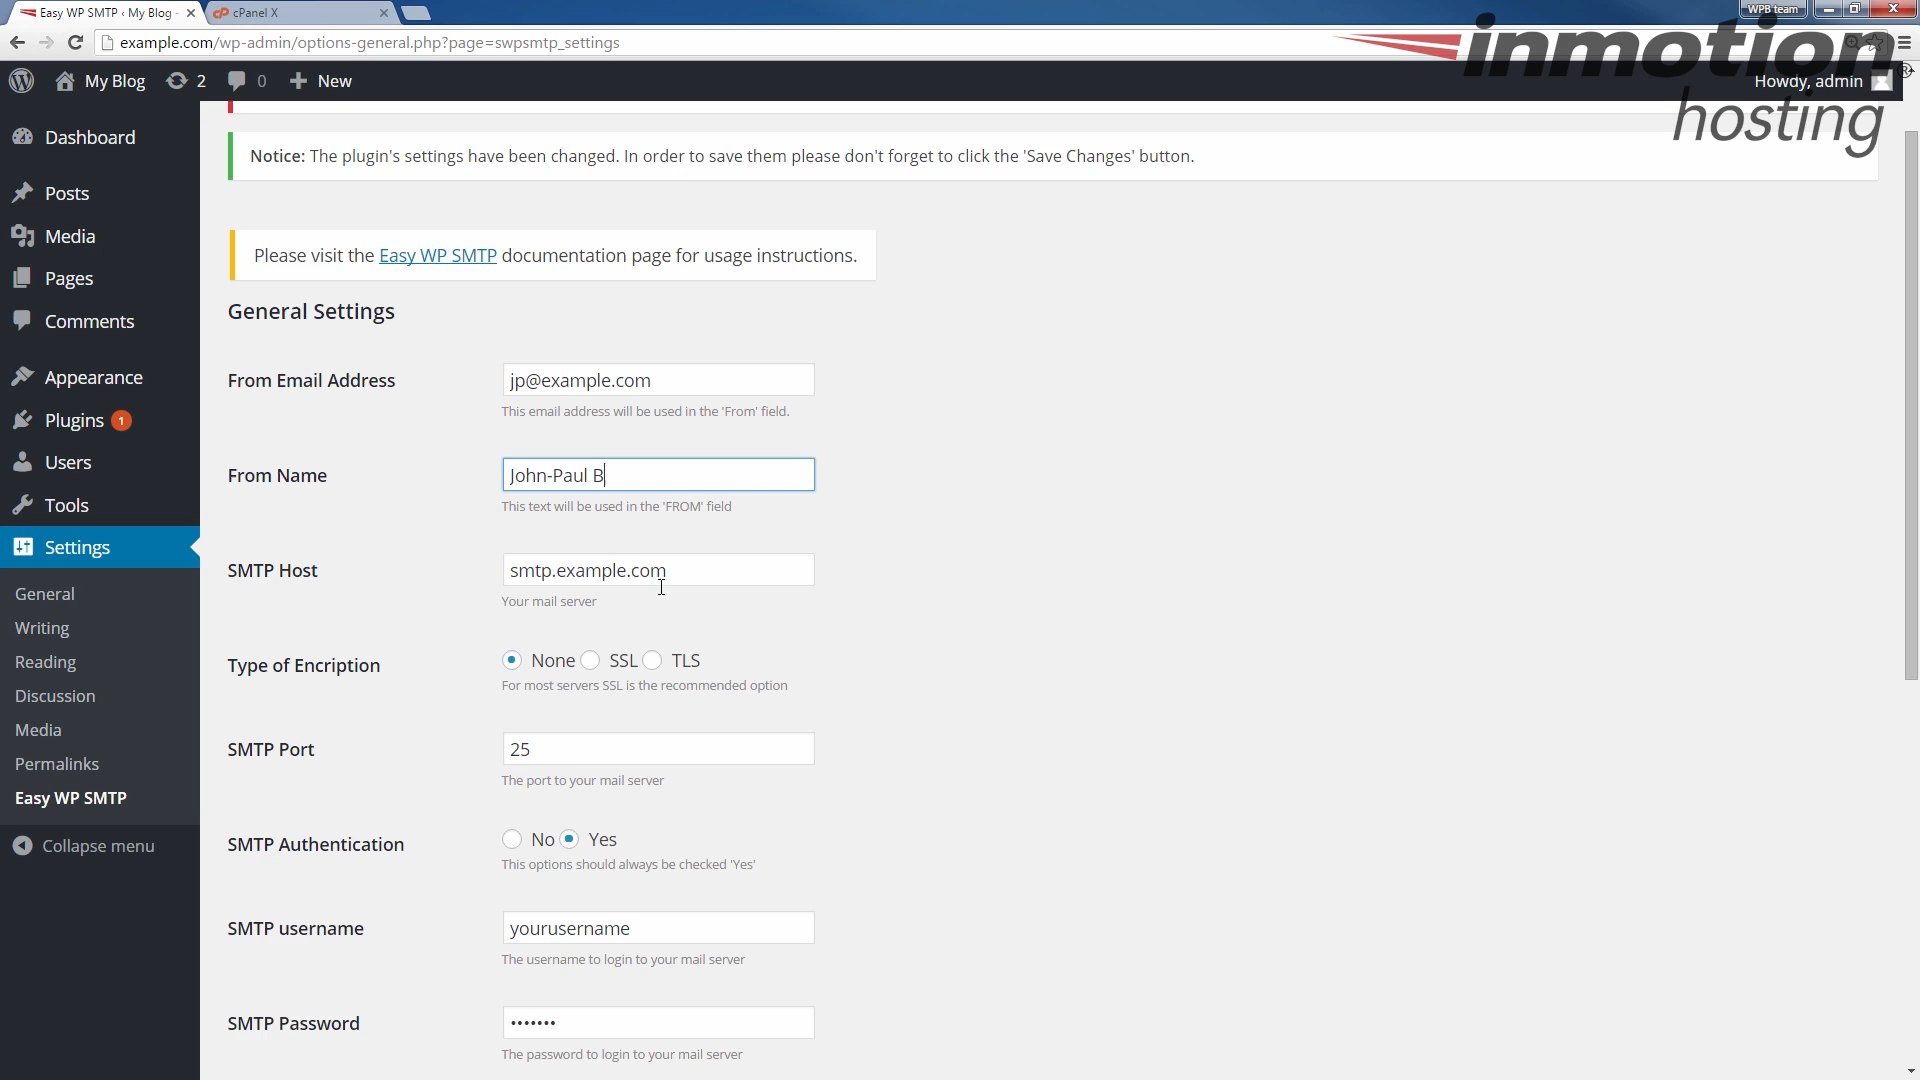 Easy WP SMTP ‹ My Blog -
cPanel X
WPB team
example.com/wp-admin/options-general.php?page=swpsmtp_settings
inmotion
hosting
My Blog
2
0
New
Howdy, admin
Dashboard
Posts
Media
Pages
Comments
Appearance
Plugins 1
Users
Tools
Settings
General
Writing
Reading
Discussion
Media
Permalinks
Easy WP SMTP
Collapse menu
Notice: The plugin's settings have been changed. In order to save them please don't forget to click the 'Save Changes' button.
Please visit the Easy WP SMTP documentation page for usage instructions.
General Settings
From Email Address
jp@example.com
This email address will be used in the 'From' field.
From Name
John-Paul B
This text will be used in the 'FROM' field
SMTP Host
smtp.example.com
Your mail server
Type of Encription
None SSL TLS
For most servers SSL is the recommended option
SMTP Port
25
The port to your mail server
SMTP Authentication
No Yes
This options should always be checked 'Yes'
SMTP username
yourusername
The username to login to your mail server
SMTP Password
•••••••
The password to login to your mail server